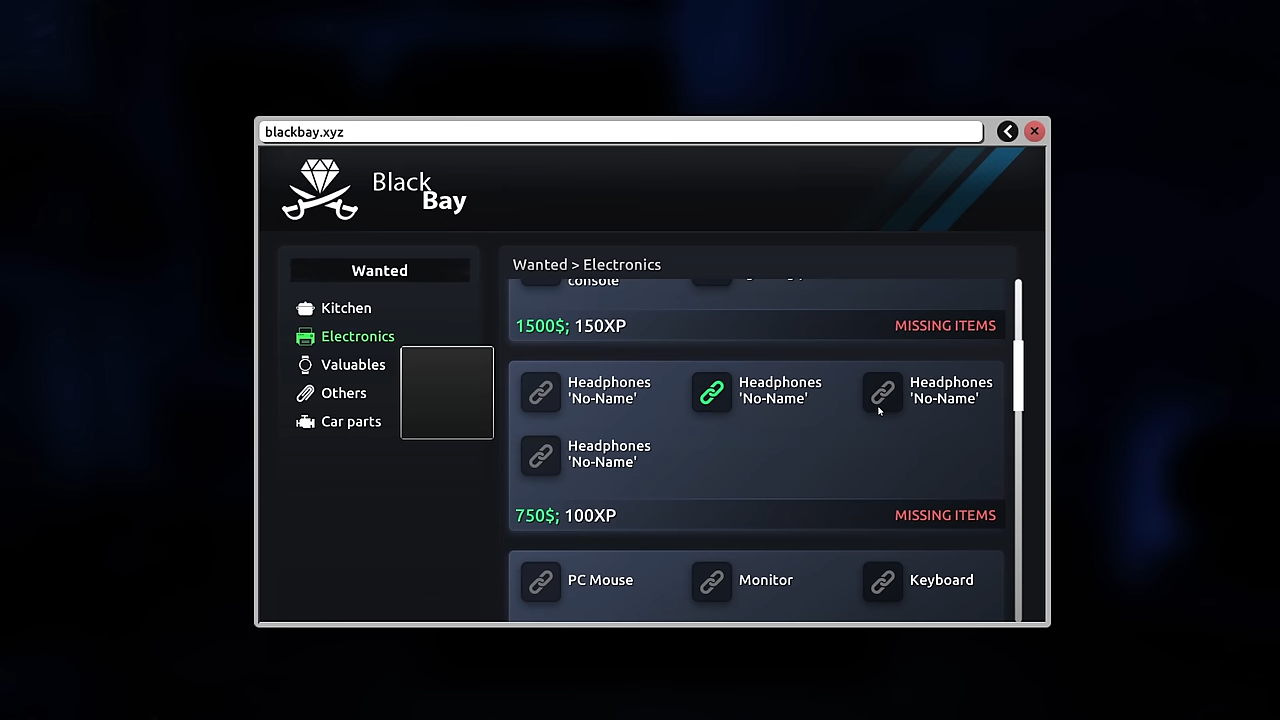 blackbay.xyz
Black
Bay
Wanted
Kitchen
Electronics
Valuables
Others
Car parts
Wanted > Electronics
console
1500$; 150XP
MISSING ITEMS
Headphones
'No-Name'
Headphones
'No-Name'
Headphones
'No-Name'
Headphones
'No-Name'
750$; 100XP
MISSING ITEMS
PC Mouse
Monitor
Keyboard